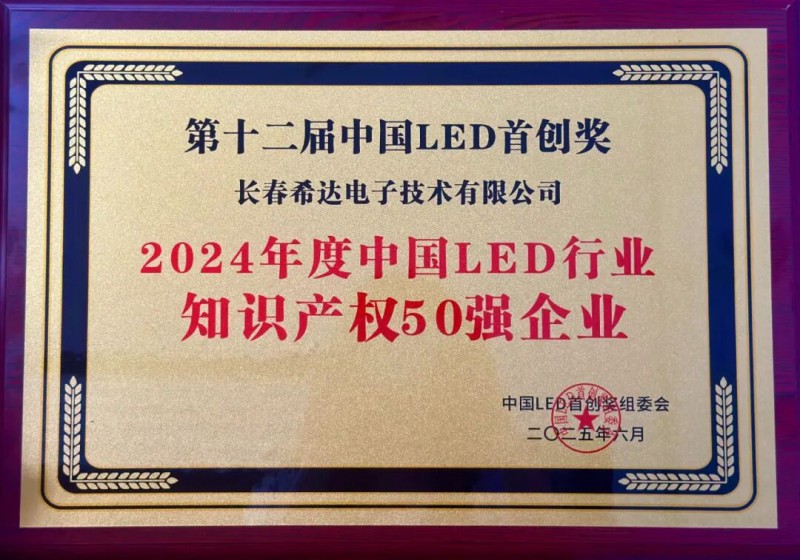 第十二届中国LED首创奖
长春希达电子技术有限公司
2024年度中国LED行业
知识产权50强企业
中国LED首创奖组委会
二〇二五年六月